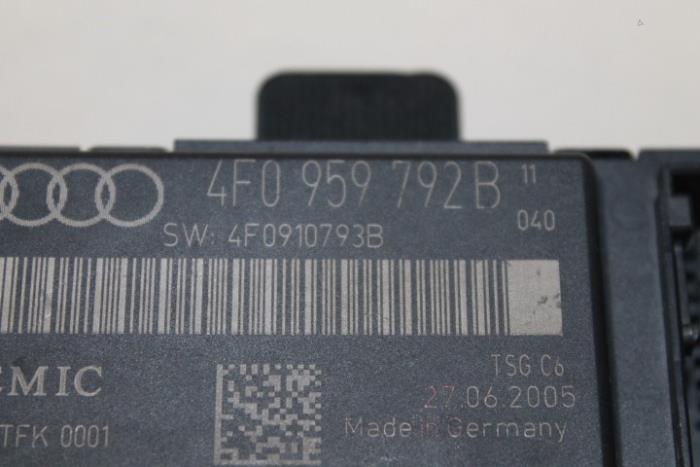 4F0 959 792B 11
SW: 4F0910793B 040
TSG C6
EMIC
27.06.2005
TFK 0001
Made in Germany